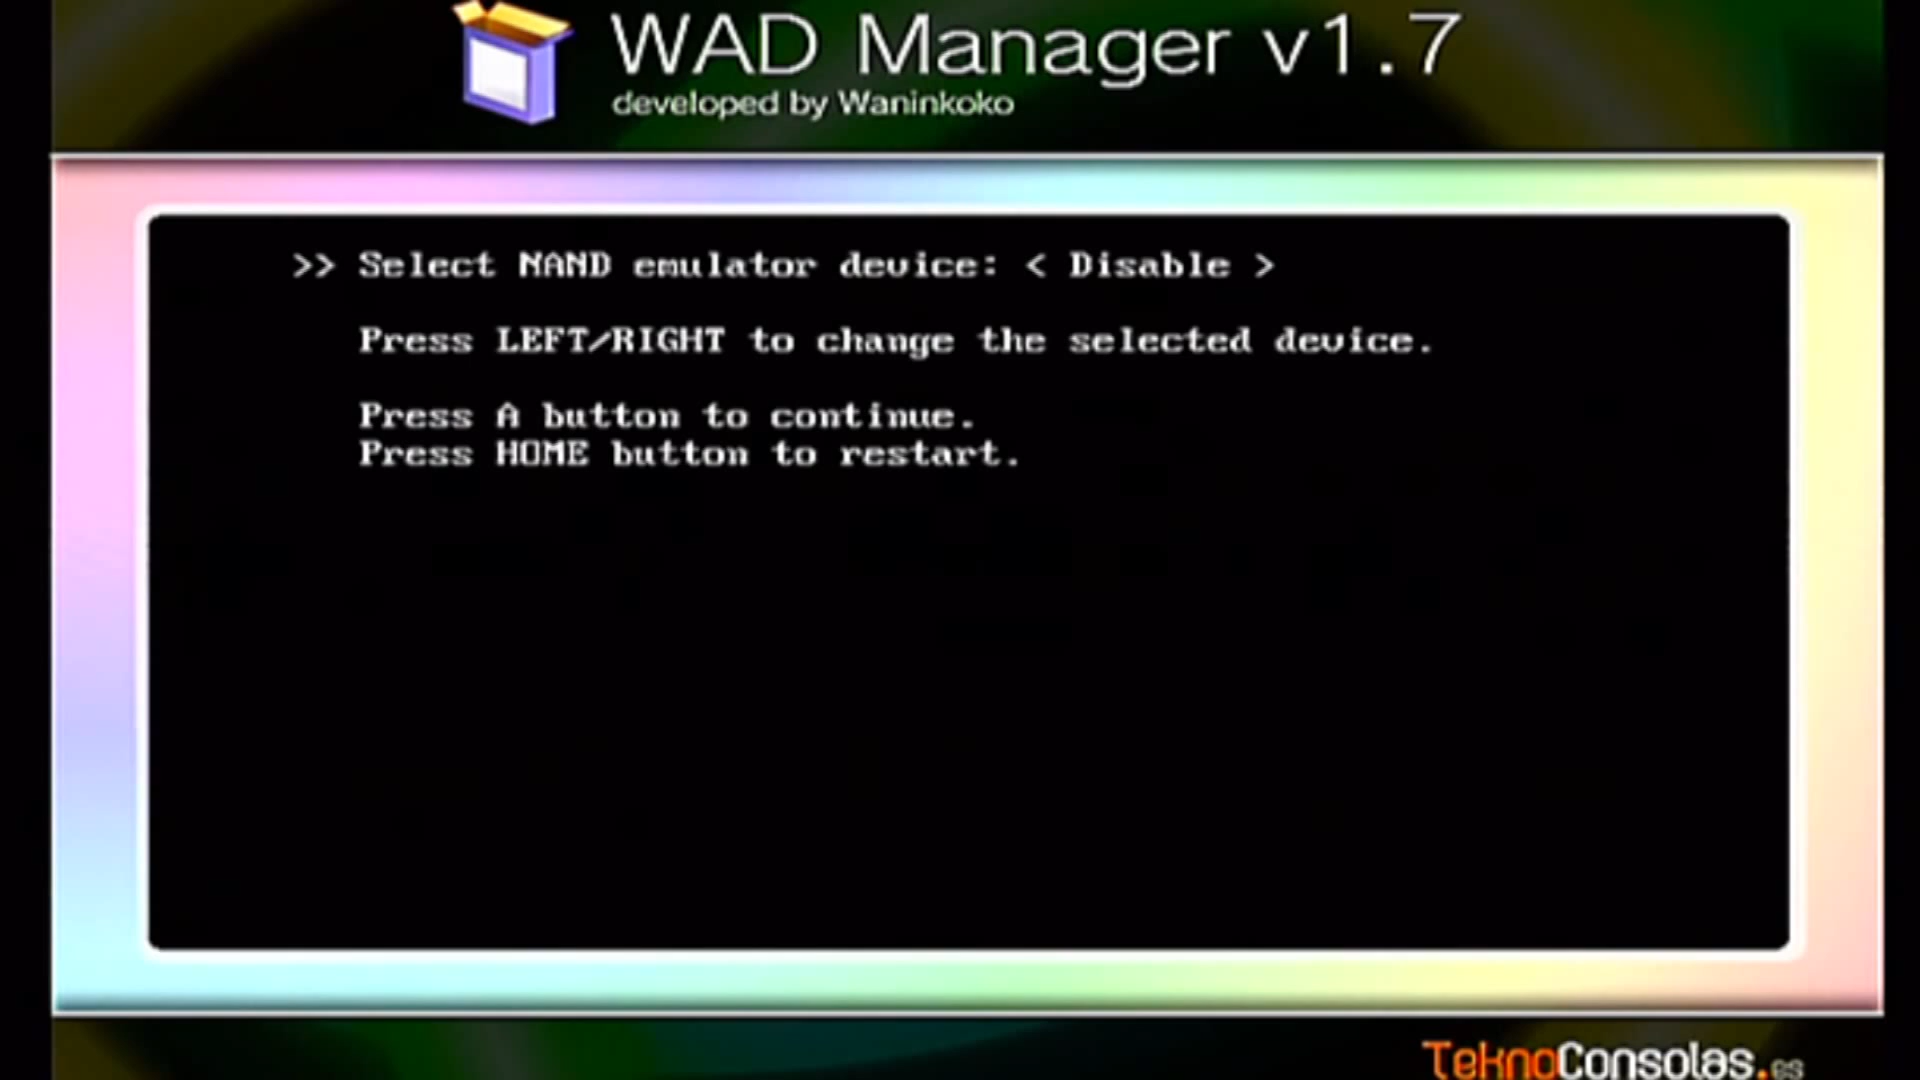 WAD Manager v1.7
developed by Waninkoko
>> Select NAND emulator device: < Disable >
Press LEFT/RIGHT to change the selected device.
Press A button to continue.
Press HOME button to restart.
TeknoConsolas.es